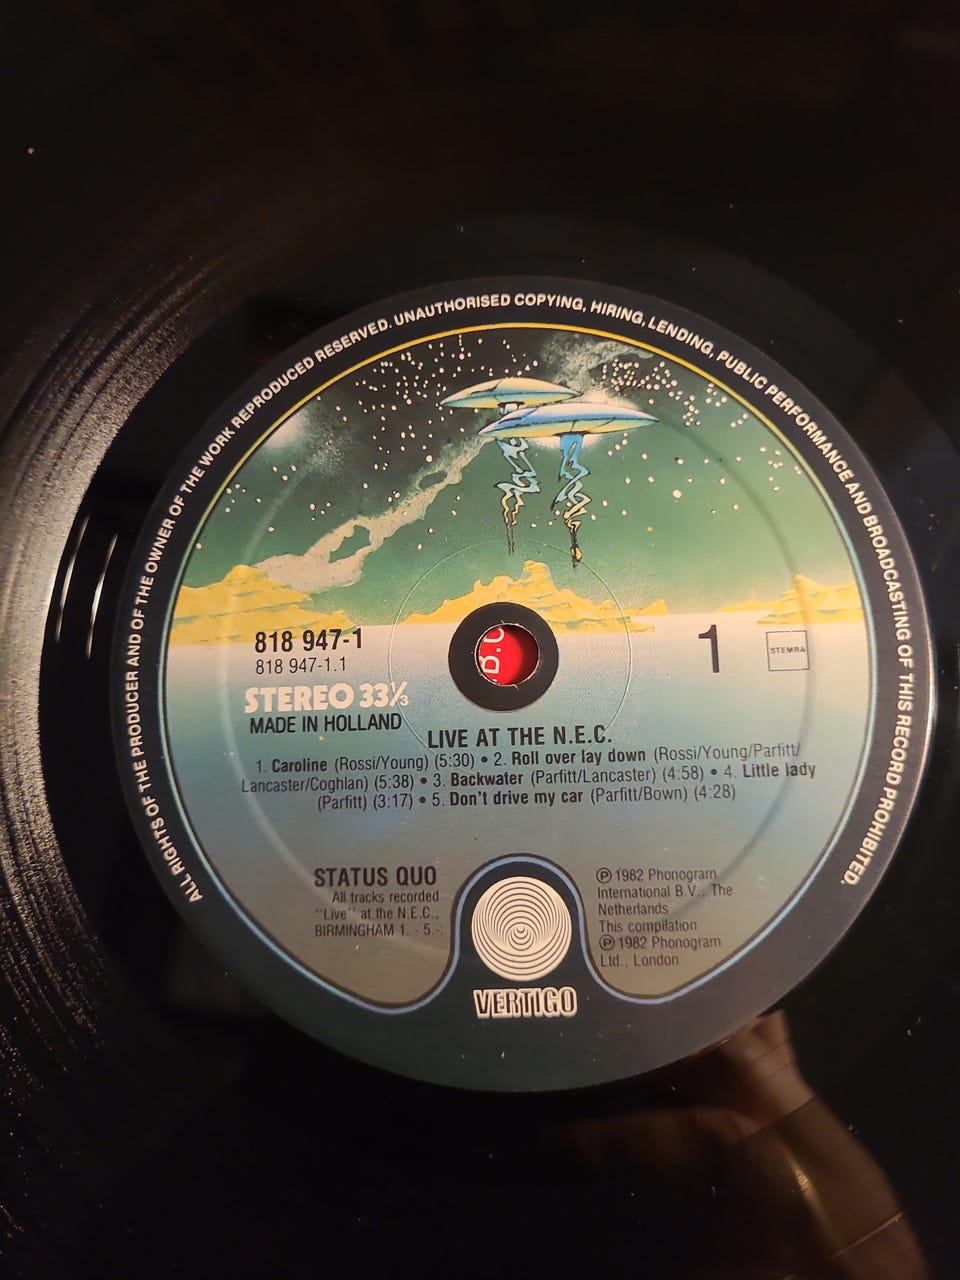 ALL RIGHTS OF THE PRODUCER AND OF THE OWNER OF THE WORK REPRODUCED RESERVED. UNAUTHORISED COPYING, HIRING, LENDING, PUBLIC PERFORMANCE AND BROADCASTING OF THIS RECORD PROHIBITED.
818 947-1
818 947-1.1
STEREO 33⅓
MADE IN HOLLAND
1
STEMRA
LIVE AT THE N.E.C.
1. Caroline (Rossi/Young) (5:30) • 2. Roll over lay down (Rossi/Young/Parfitt/
Lancaster/Coghlan) (5:38) • 3. Backwater (Parfitt/Lancaster) (4:58) • 4. Little lady
(Parfitt) (3:17) • 5. Don't drive my car (Parfitt/Bown) (4:28)
STATUS QUO
All tracks recorded
"Live" at the N.E.C.,
BIRMINGHAM 1. - 5.-:
℗ 1982 Phonogram
International B.V., The
Netherlands
This compilation
℗ 1982 Phonogram
Ltd., London
VERTIGO